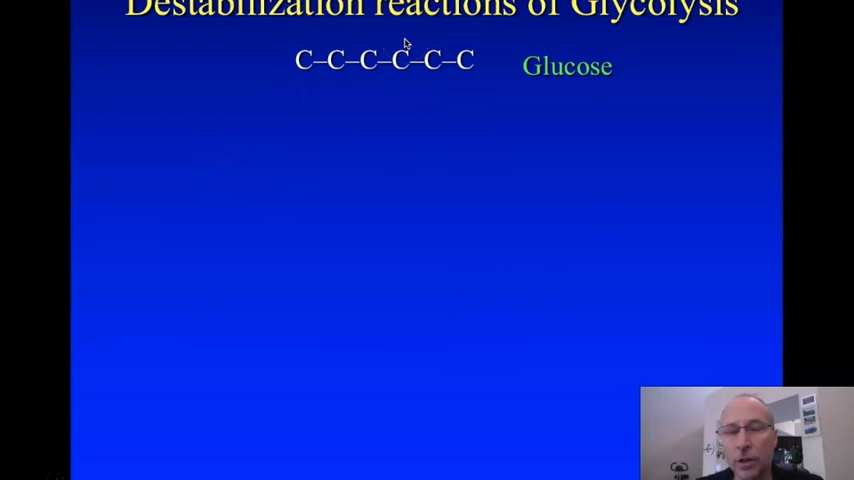 Destabilization reactions of Glycolysis
C–C–C–C–C–C Glucose